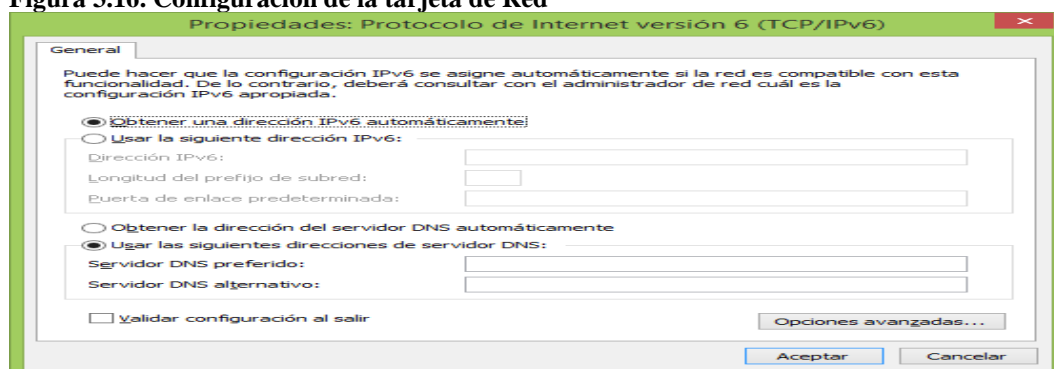 Figura 3.16. Configuración de la tarjeta de Red
Propiedades: Protocolo de Internet versión 6 (TCP/IPv6)
General
Puede hacer que la configuración IPv6 se asigne automáticamente si la red es compatible con esta
funcionalidad. De lo contrario, deberá consultar con el administrador de red cuál es la
configuración IPv6 apropiada.
Obtener una dirección IPv6 automáticamente
Usar la siguiente dirección IPv6:
Dirección IPv6:
Longitud del prefijo de subred:
Puerta de enlace predeterminada:
Obtener la dirección del servidor DNS automáticamente
Usar las siguientes direcciones de servidor DNS:
Servidor DNS preferido:
Servidor DNS alternativo:
Validar configuración al salir
Opciones avanzadas...
Aceptar
Cancelar